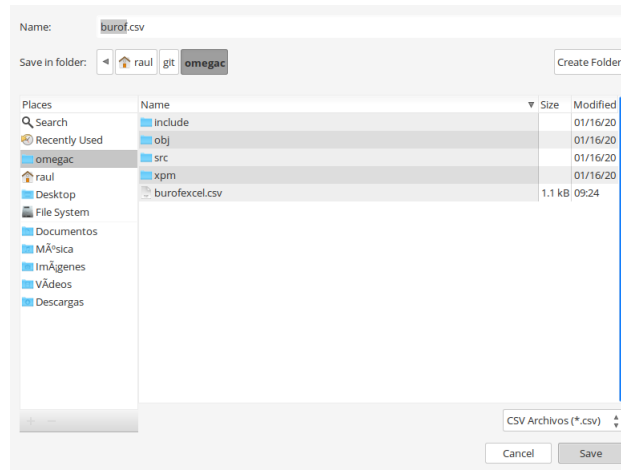 Name: burof.csv
Save in folder: raul git omegac Create Folder
Places Name Size Modified
Search include 01/16/20
Recently Used obj 01/16/20
omegac src 01/16/20
raul xpm 01/16/20
Desktop burofexcel.csv 1.1 kB 09:24
File System
Documentos
MÃºsica
ImÃ¡genes
VÃ­deos
Descargas
CSV Archivos (*.csv)
Cancel Save